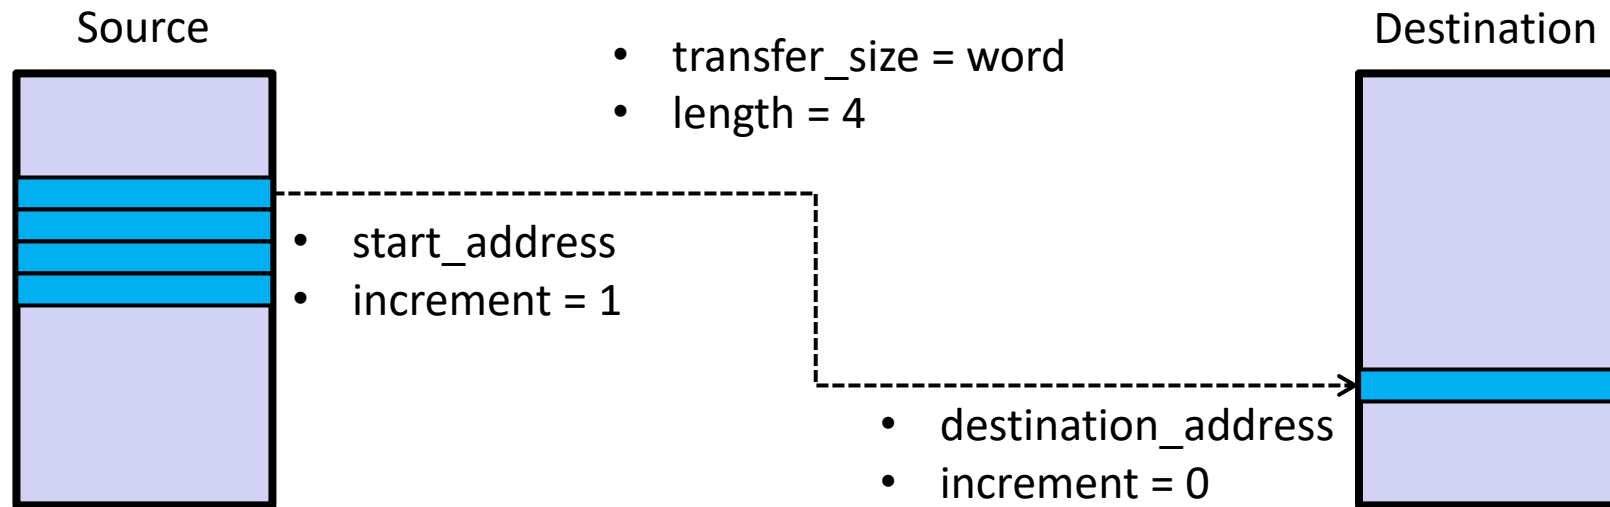 Source
• transfer_size = word
• length = 4
Destination
• start_address
• increment = 1
• destination_address
• increment = 0